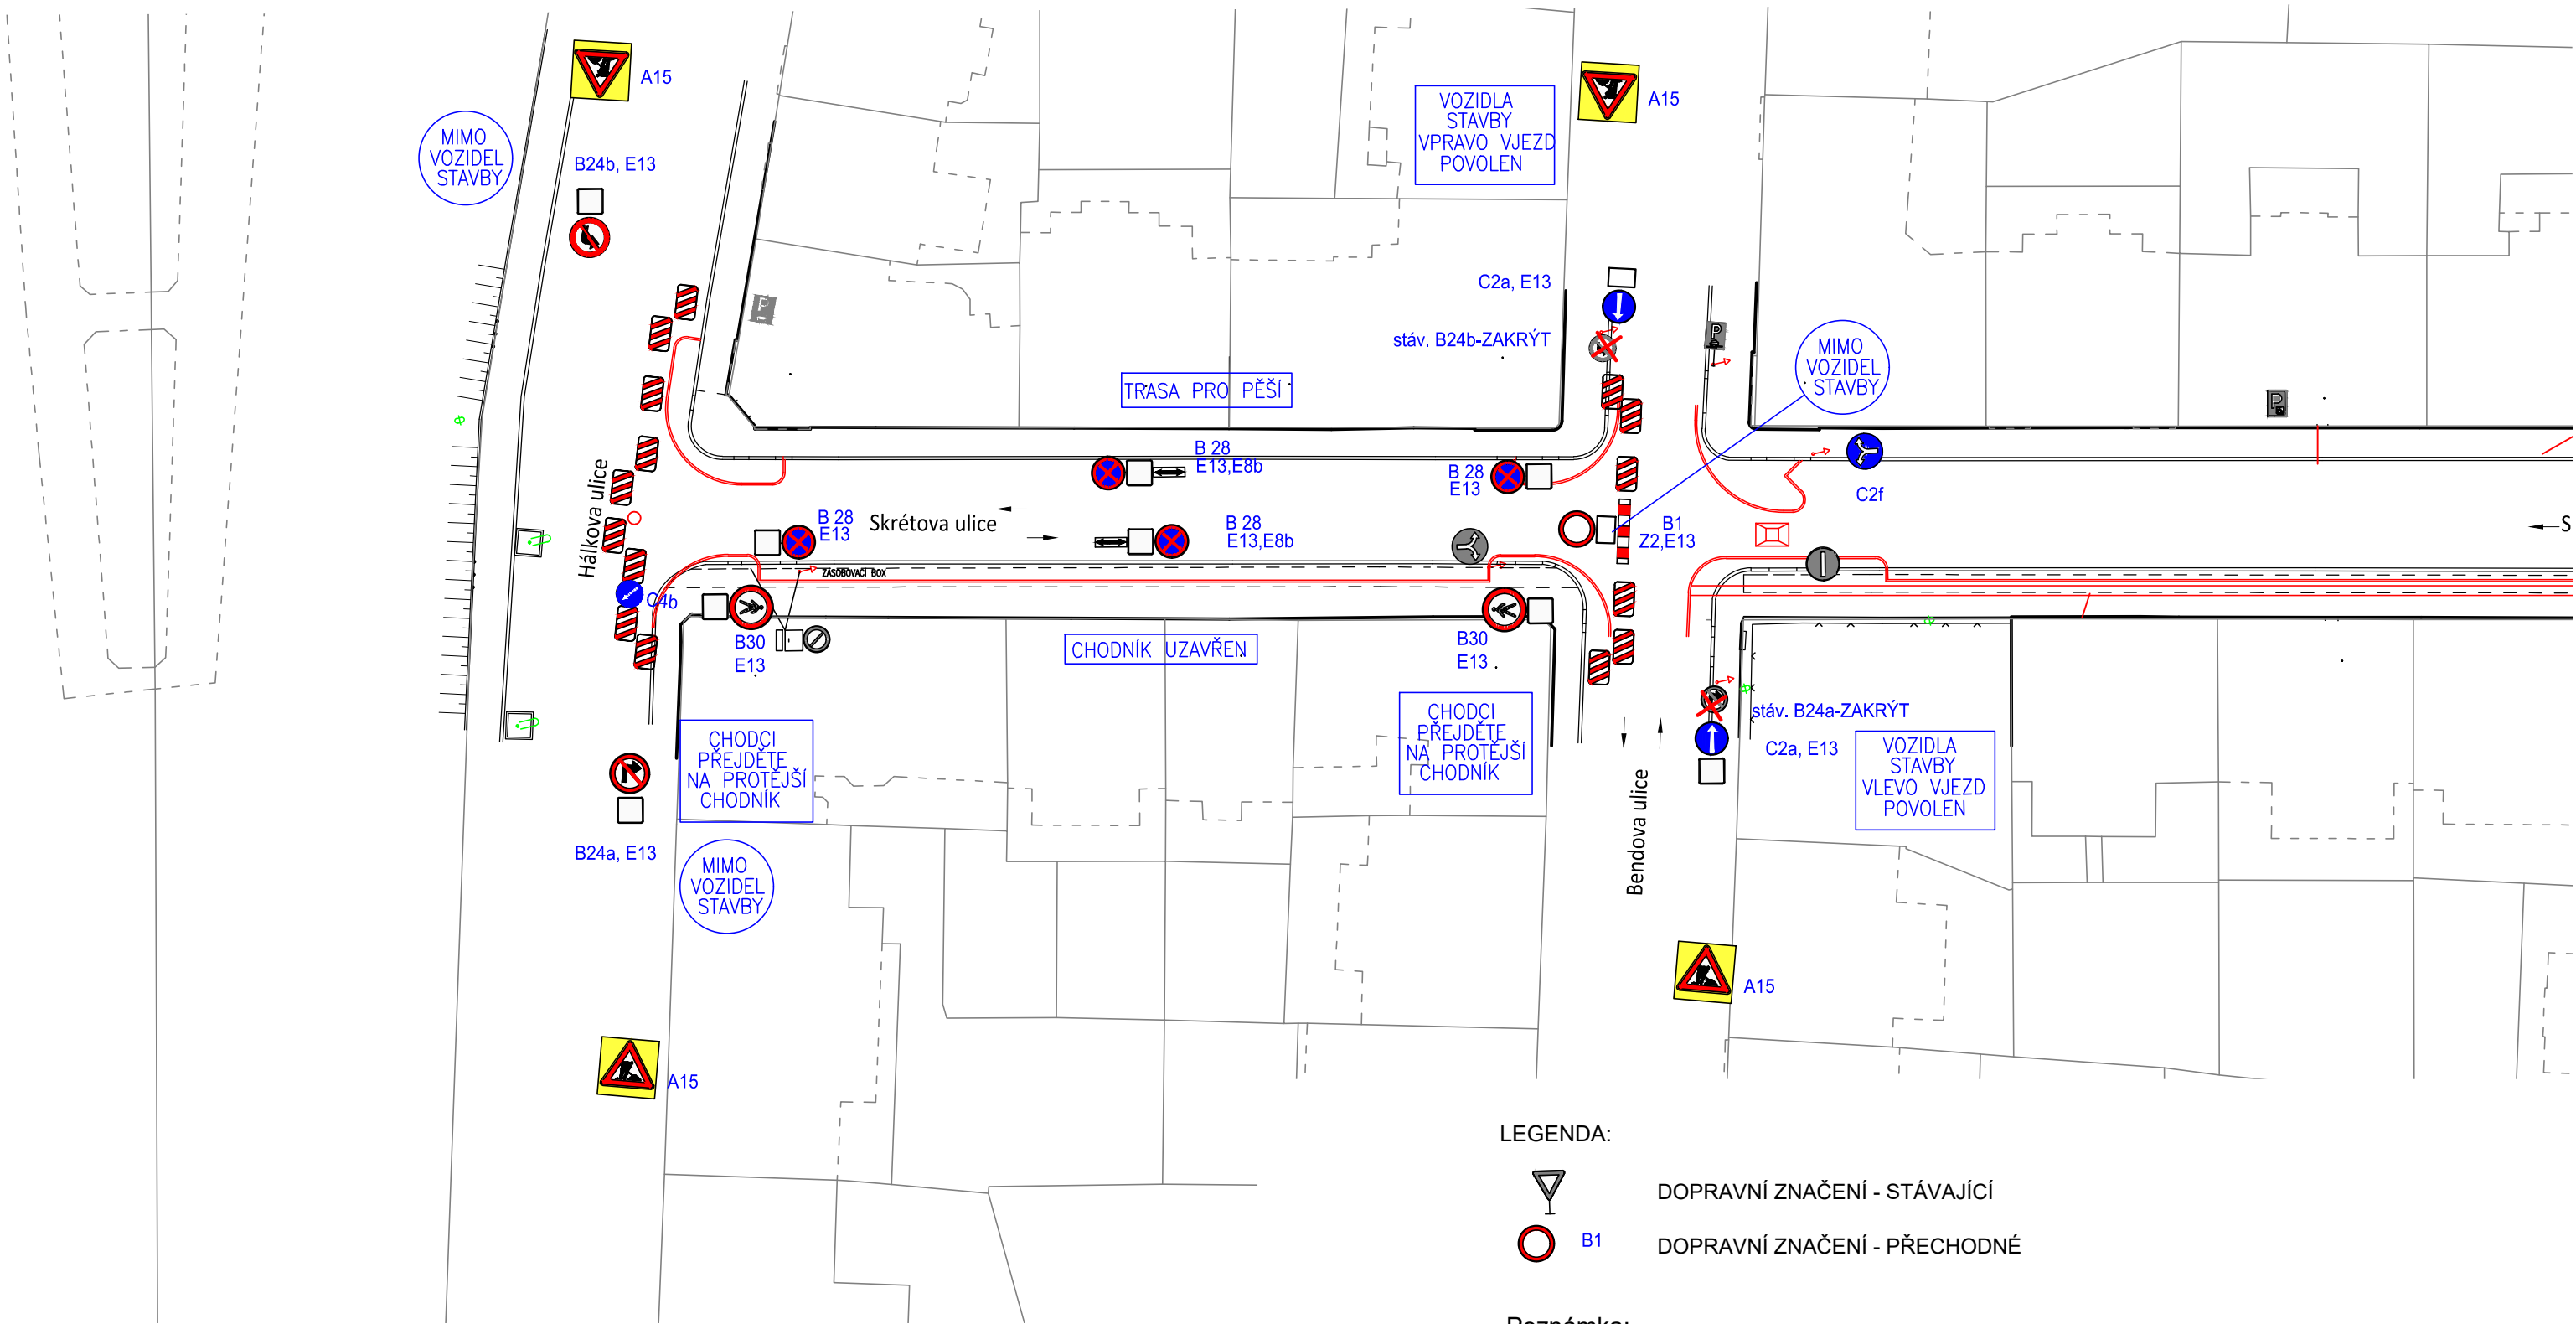 A15
MIMO
VOZIDEL
STAVBY
B24b, E13
VOZIDLA
STAVBY
VPRAVO VJEZD
POVOLEN
A15
C2a, E13
stáv. B24b-ZAKRÝT
MIMO
VOZIDEL
STAVBY
TRASA PRO PĚŠÍ
P
P
P
B 28
E13,E8b
B 28
E13
C2f
Hálkova ulice
B 28
E13
Skrétova ulice
B 28
E13,E8b
B1
Z2,E13
S
ZÁSOBOVACÍ BOX
C4b
B30
E13
CHODNÍK UZAVŘEN
B30
E13
CHODCI
PŘEJDĚTE
NA PROTĚJŠÍ
CHODNÍK
CHODCI
PŘEJDĚTE
NA PROTĚJŠÍ
CHODNÍK
stáv. B24a-ZAKRÝT
C2a, E13
VOZIDLA
STAVBY
VLEVO VJEZD
POVOLEN
Bendova ulice
B24a, E13
MIMO
VOZIDEL
STAVBY
A15
A15
LEGENDA:
DOPRAVNÍ ZNAČENÍ - STÁVAJÍCÍ
B1
DOPRAVNÍ ZNAČENÍ - PŘECHODNÉ
Poznámka: